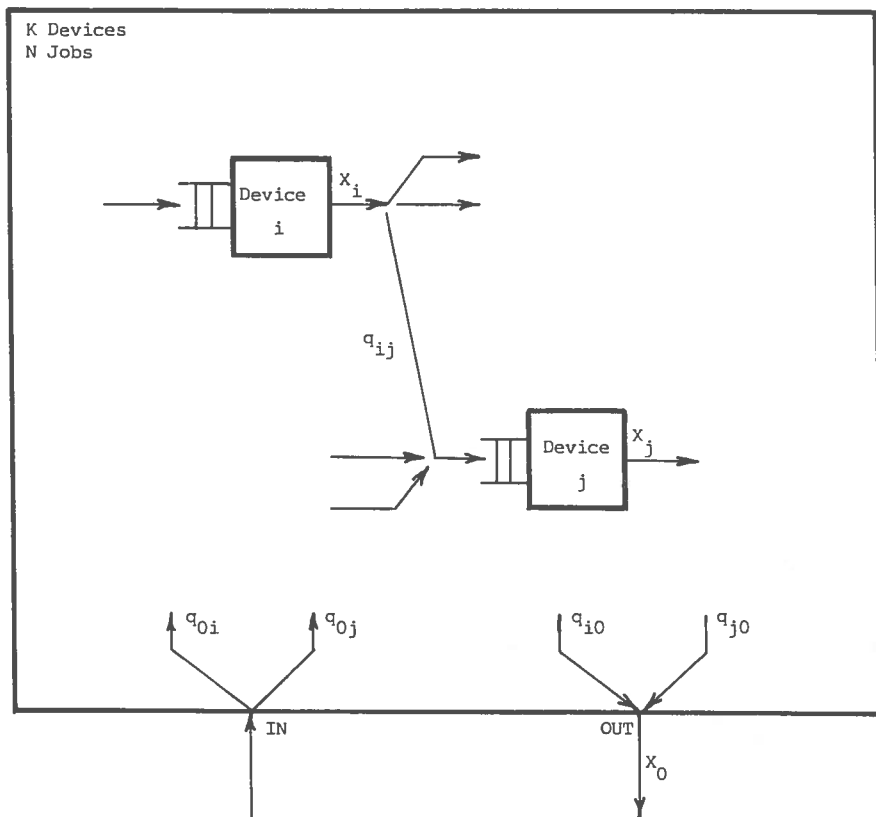 K Devices
N Jobs
Device
i
X_i
q_ij
Device
j
X_j
q_0i
q_0j
q_i0
q_j0
IN
OUT
X_0